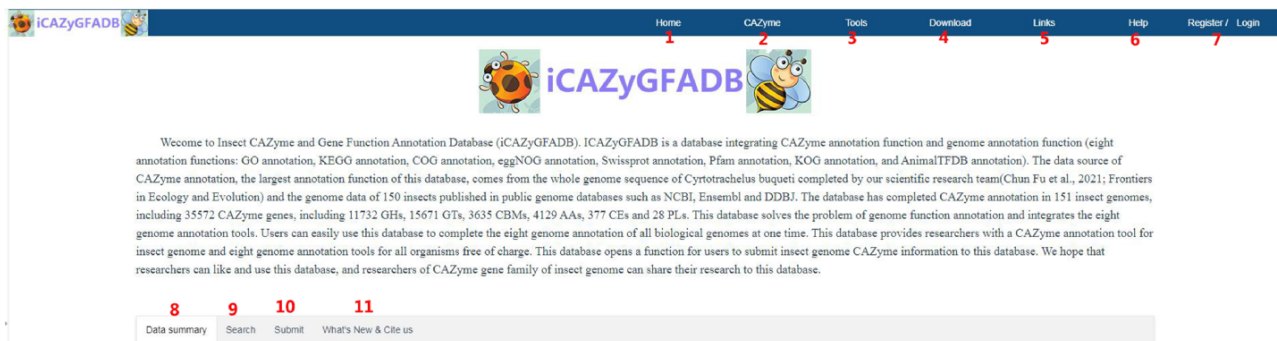 iCAZyGFADB Home CAZyme Tools Download Links Help Register / Login
1 2 3 4 5 6 7
iCAZyGFADB
Wecome to Insect CAZyme and Gene Function Annotation Database (iCAZyGFADB). ICAZyGFADB is a database integrating CAZyme annotation function and genome annotation function (eight
annotation functions: GO annotation, KEGG annotation, COG annotation, eggNOG annotation, Swissprot annotation, Pfam annotation, KOG annotation, and AnimalTFDB annotation). The data source of
CAZyme annotation, the largest annotation function of this database, comes from the whole genome sequence of Cyrtotrachelus buqueti completed by our scientific research team(Chun Fu et al., 2021; Frontiers
in Ecology and Evolution) and the genome data of 150 insects published in public genome databases such as NCBI, Ensembl and DDBJ. The database has completed CAZyme annotation in 151 insect genomes,
including 35572 CAZyme genes, including 11732 GHs, 15671 GTs, 3635 CBMs, 4129 AAs, 377 CEs and 28 PLs. This database solves the problem of genome function annotation and integrates the eight
genome annotation tools. Users can easily use this database to complete the eight genome annotation of all biological genomes at one time. This database provides researchers with a CAZyme annotation tool for
insect genome and eight genome annotation tools for all organisms free of charge. This database opens a function for users to submit insect genome CAZyme information to this database. We hope that
researchers can like and use this database, and researchers of CAZyme gene family of insect genome can share their research to this database.
8 9 10 11
Data summary Search Submit What's New & Cite us